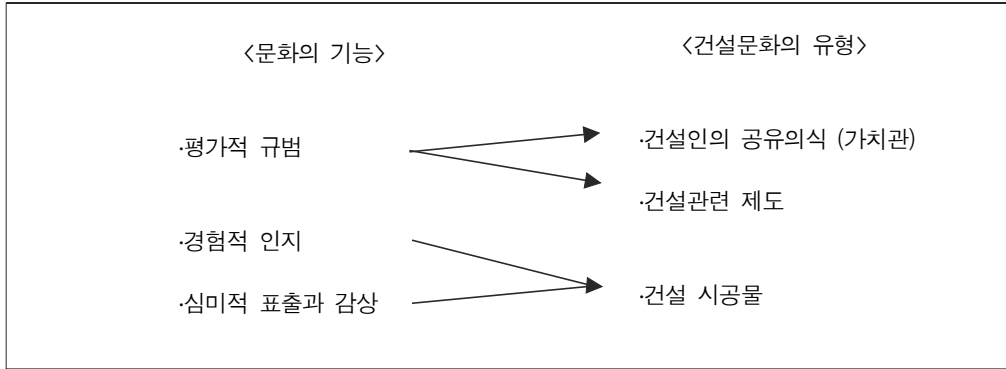 <문화의 기능>
<건설문화의 유형>
·평가적 규범
·건설인의 공유의식 (가치관)
·건설관련 제도
·경험적 인지
·심미적 표출과 감상
·건설 시공물